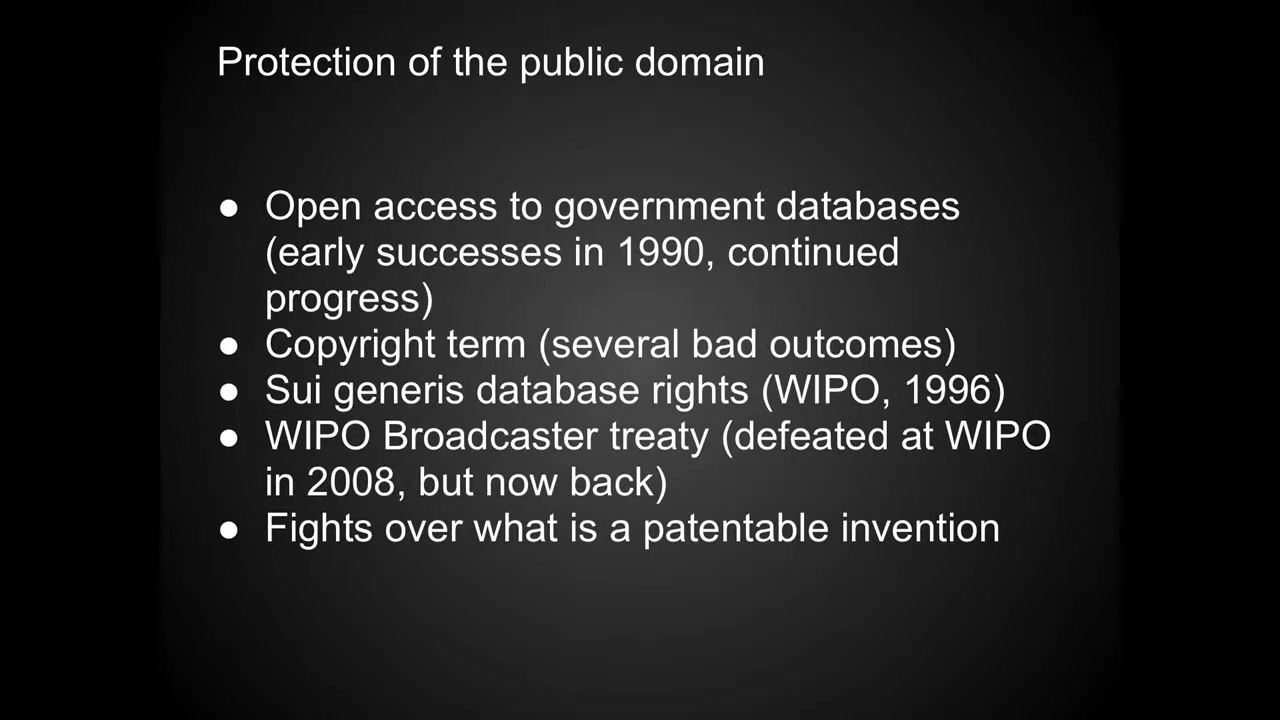 Protection of the public domain
● Open access to government databases
(early successes in 1990, continued
progress)
● Copyright term (several bad outcomes)
● Sui generis database rights (WIPO, 1996)
● WIPO Broadcaster treaty (defeated at WIPO
in 2008, but now back)
● Fights over what is a patentable invention